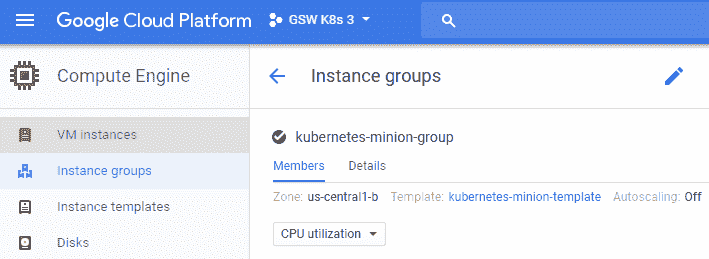 Google Cloud Platform GSW K8s 3
Compute Engine
Instance groups
VM instances
Instance groups
Instance templates
Disks
kubernetes-minion-group
Members Details
Zone: us-central1-b Template: kubernetes-minion-template Autoscaling: Off
CPU utilization